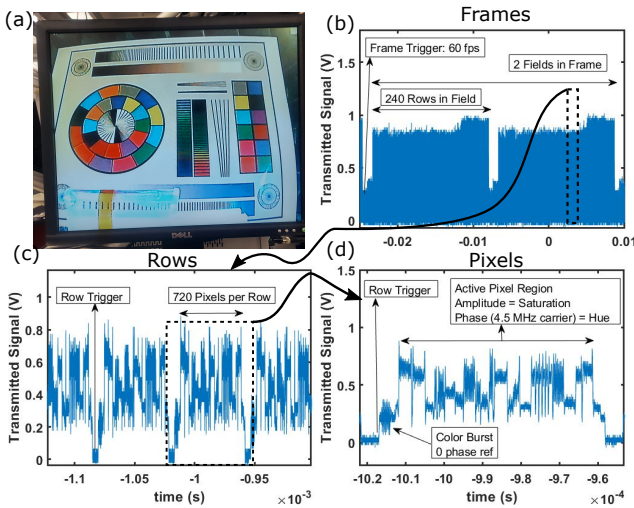 (a)
DELL
(b)
Frames
Transmitted Signal (V)
1.5
1
0.5
0
Frame Trigger: 60 fps
2 Fields in Frame
240 Rows in Field
-0.02
-0.01
0
0.01
(c)
Rows
Transmitted Signal (V)
1
0.8
0.6
0.4
0.2
0
Row Trigger
720 Pixels per Row
-1.1
-1.05
-1
-0.95
time (s)
×10⁻³
(d)
Pixels
Transmitted Signal (V)
1.5
1
0.5
0
Row Trigger
Active Pixel Region
Amplitude = Saturation
Phase (4.5 MHz carrier) = Hue
Color Burst
0 phase ref
-10.2
-10.1
-10
-9.9
-9.8
-9.7
-9.6
time (s)
×10⁻⁴